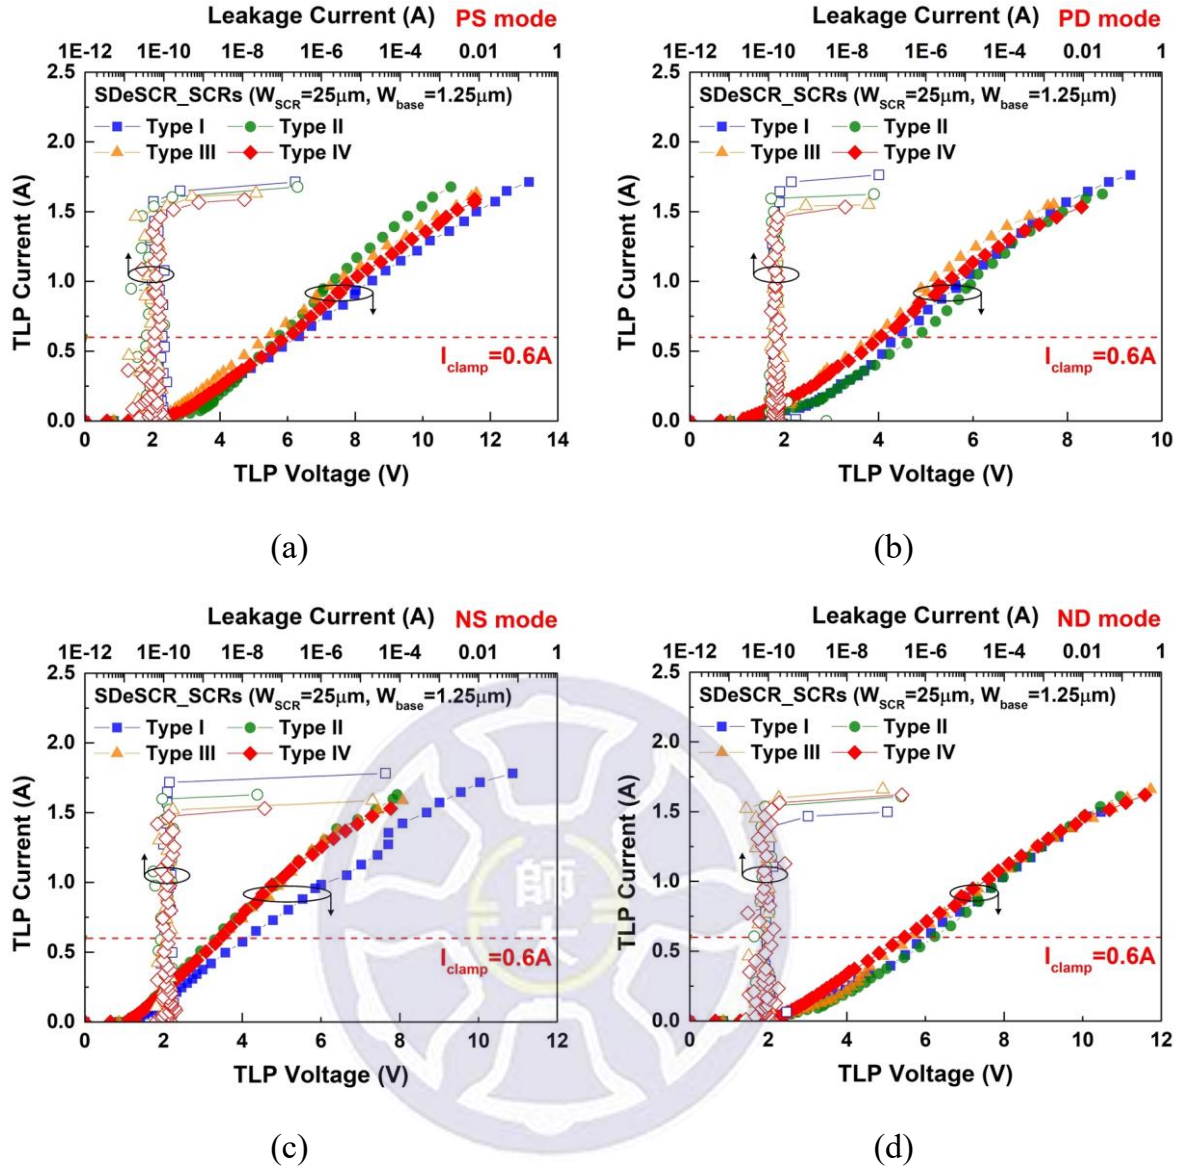 Leakage Current (A) PS mode
1E-12 1E-10 1E-8 1E-6 1E-4 0.01 1
2.5
SDeSCR_SCRs (WSCR=25μm, Wbase=1.25μm)
Type I Type II
Type III Type IV
2.0
1.5
1.0
0.5
0.0
TLP Current (A)
Iclamp=0.6A
0 2 4 6 8 10 12 14
TLP Voltage (V)
(a)
Leakage Current (A) PD mode
1E-12 1E-10 1E-8 1E-6 1E-4 0.01 1
2.5
SDeSCR_SCRs (WSCR=25μm, Wbase=1.25μm)
Type I Type II
Type III Type IV
2.0
1.5
1.0
0.5
0.0
TLP Current (A)
Iclamp=0.6A
0 2 4 6 8 10
TLP Voltage (V)
(b)
Leakage Current (A) NS mode
1E-12 1E-10 1E-8 1E-6 1E-4 0.01 1
2.5
SDeSCR_SCRs (WSCR=25μm, Wbase=1.25μm)
Type I Type II
Type III Type IV
2.0
1.5
1.0
0.5
0.0
TLP Current (A)
Iclamp=0.6A
0 2 4 6 8 10 12
TLP Voltage (V)
(c)
Leakage Current (A) ND mode
1E-12 1E-10 1E-8 1E-6 1E-4 0.01 1
2.5
SDeSCR_SCRs (WSCR=25μm, Wbase=1.25μm)
Type I Type II
Type III Type IV
2.0
1.5
1.0
0.5
0.0
TLP Current (A)
Iclamp=0.6A
0 2 4 6 8 10 12
TLP Voltage (V)
(d)
師
大